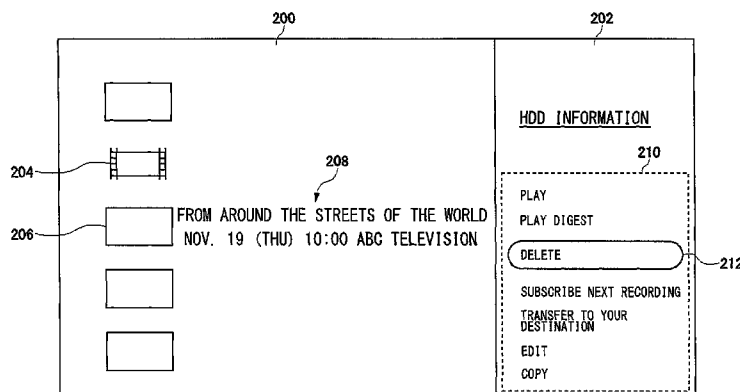 200
202
HDD INFORMATION
210
204
208
PLAY
206
FROM AROUND THE STREETS OF THE WORLD
NOV. 19 (THU) 10:00 ABC TELEVISION
PLAY DIGEST
DELETE
212
SUBSCRIBE NEXT RECORDING
TRANSFER TO YOUR
DESTINATION
EDIT
COPY